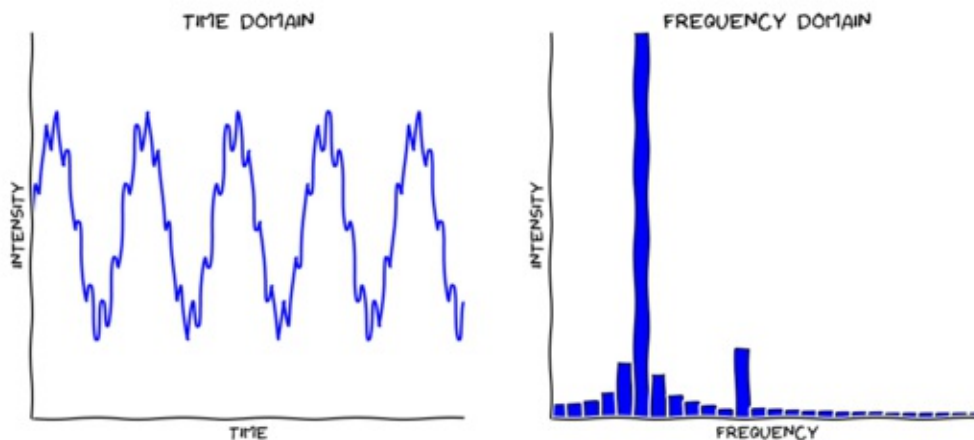 TIME DOMAIN
INTENSITY
TIME
FREQUENCY DOMAIN
INTENSITY
FREQUENCY